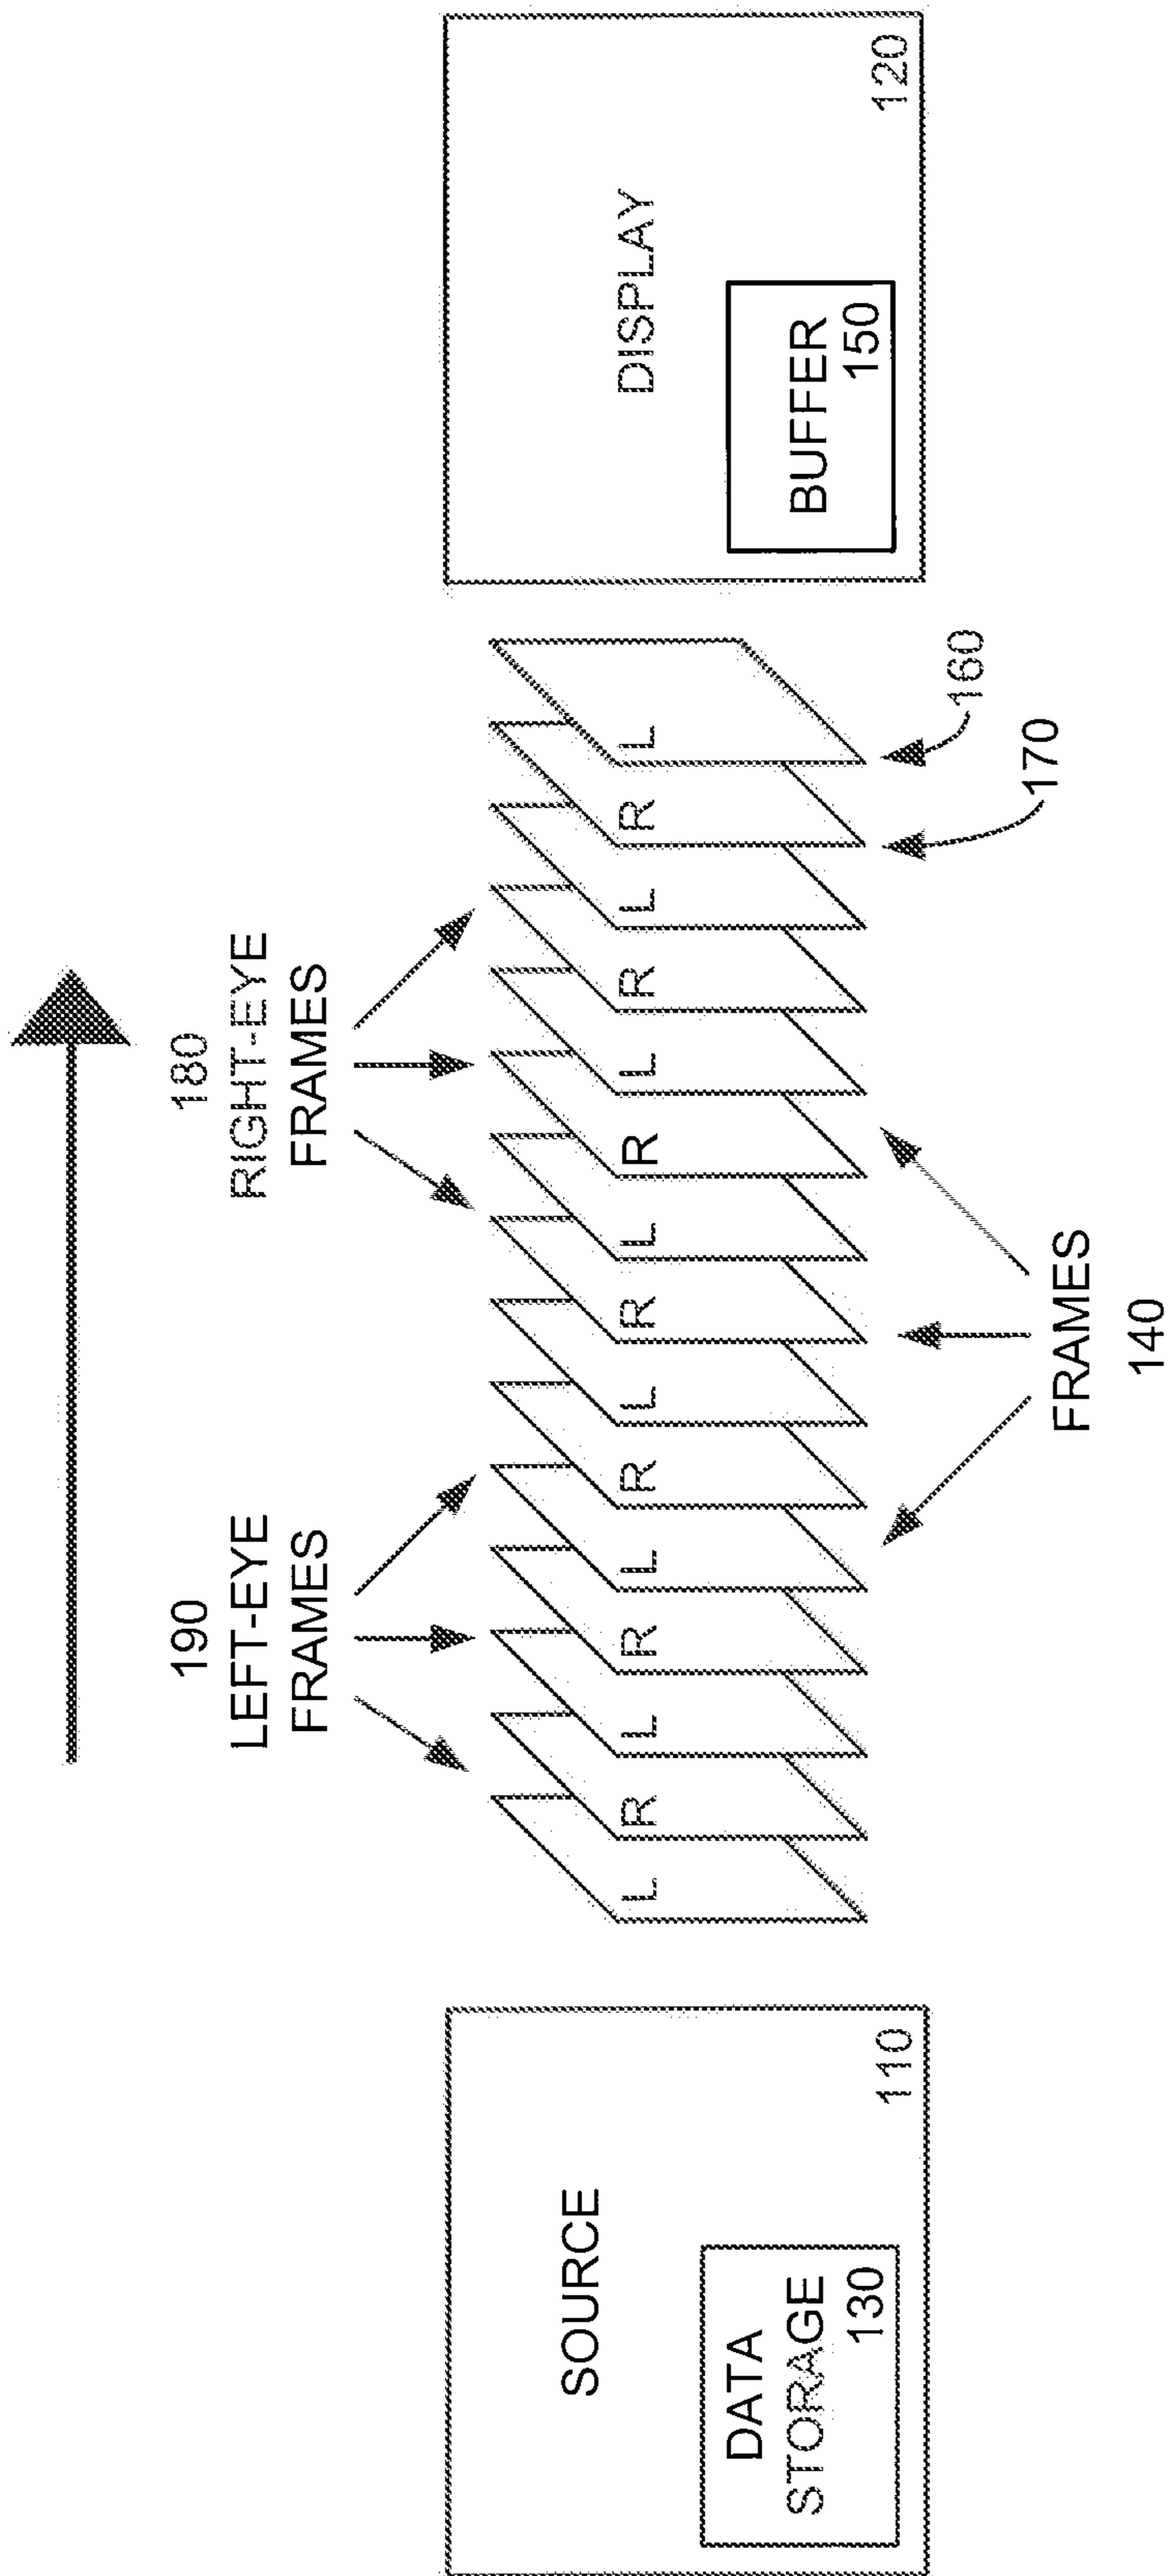 190
LEFT-EYE
FRAMES
180
RIGHT-EYE
FRAMES
SOURCE
DATA
STORAGE
130
110
L R L R L R L R L R L R L R L
DISPLAY
BUFFER
150
120
160
170
FRAMES
140